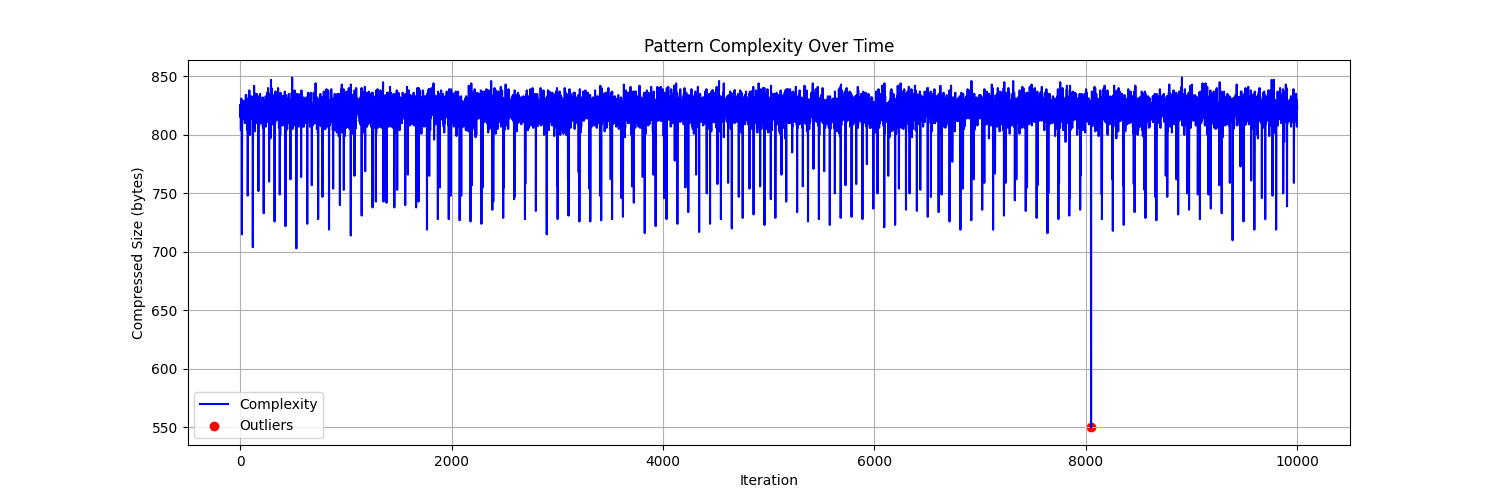 Pattern Complexity Over Time
850
800
750
700
650
600
550
Compressed Size (bytes)
Complexity
Outliers
0 2000 4000 6000 8000 10000
Iteration